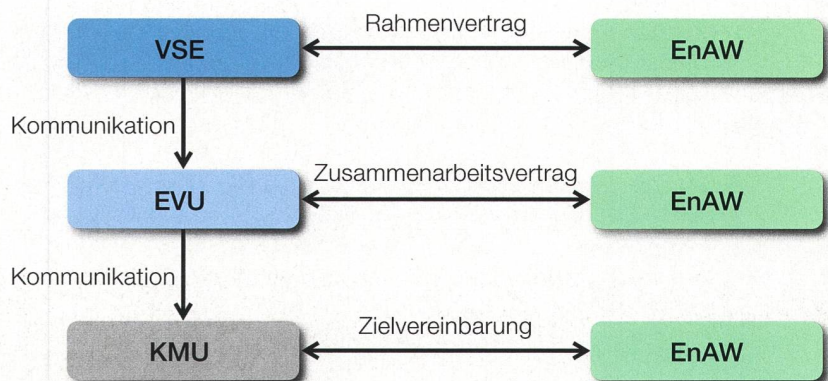 Rahmenvertrag
VSE
EnAW
Kommunikation
Zusammenarbeitsvertrag
EVU
EnAW
Kommunikation
Zielvereinbarung
KMU
EnAW